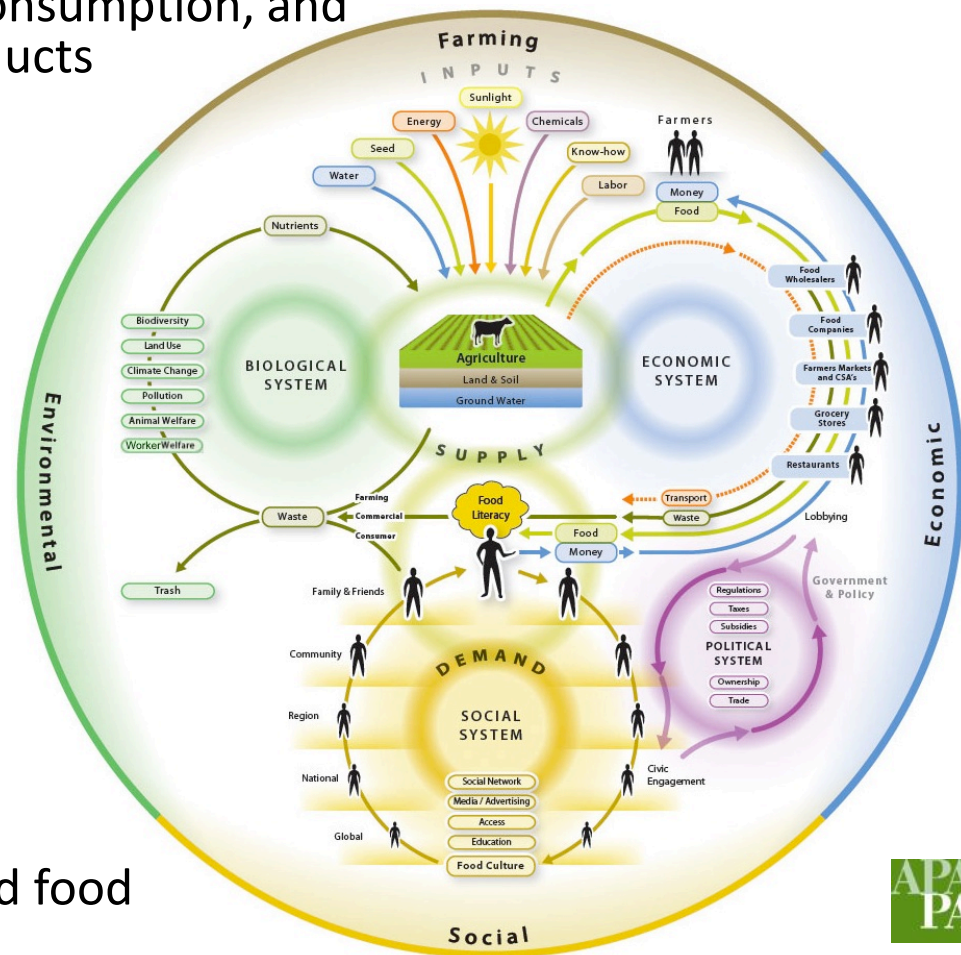 onsumption, and
ucts
Farming
INPUTS
Sunlight
Energy
Chemicals
Farmers
Seed
Know-how
Water
Labor
Money
Food
Nutrients
Food
Wholesalers
Biodiversity
Land Use
Climate Change
Pollution
Animal Welfare
Worker Welfare
BIOLOGICAL
SYSTEM
Agriculture
Land & Soil
Ground Water
ECONOMIC
SYSTEM
Food
Companies
Farmers Markets
and CSA's
Grocery
Stores
Restaurants
Environmental
Economic
SUPPLY
Food
Literacy
Farming
Commercial
Consumer
Waste
Trash
Transport
Waste
Food
Money
Lobbying
Government
& Policy
Regulations
Taxes
Subsidies
POLITICAL
SYSTEM
Ownership
Trade
Civic
Engagement
Family & Friends
Community
Region
National
Global
DEMAND
SOCIAL
SYSTEM
Social Network
Media / Advertising
Access
Education
Food Culture
d food
Social
APA
PA